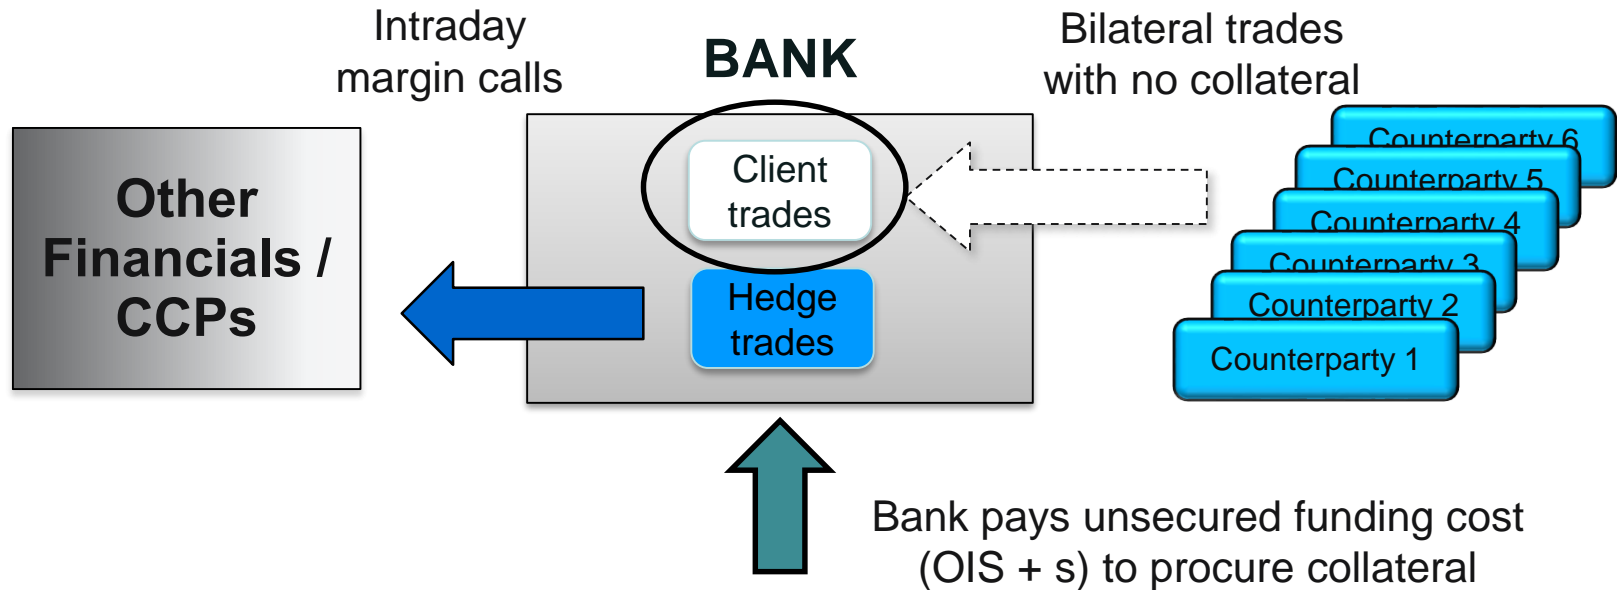 Intraday
margin calls
BANK
Bilateral trades
with no collateral
Other
Financials /
CCPs
Client
trades
Hedge
trades
Counterparty 6
Counterparty 5
Counterparty 4
Counterparty 3
Counterparty 2
Counterparty 1
Bank pays unsecured funding cost
(OIS + s) to procure collateral